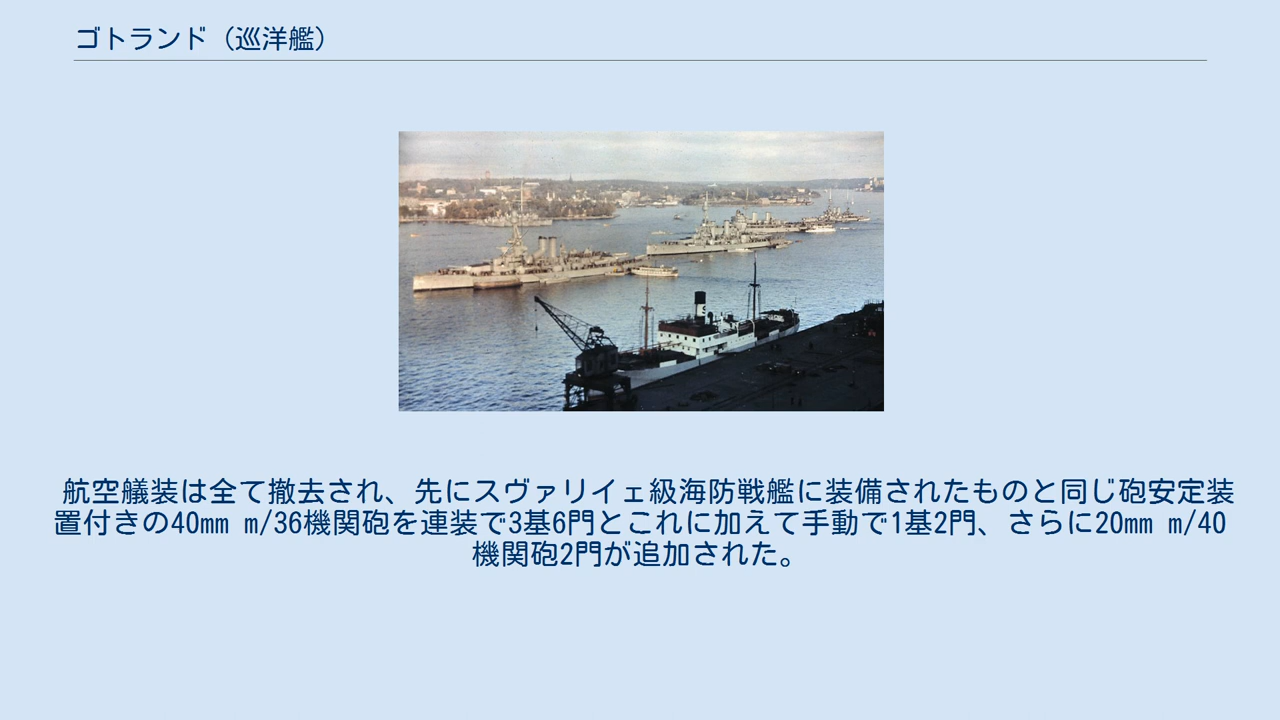 ゴトランド（巡洋艦）
航空艤装は全て撤去され、先にスヴァリイェ級海防戦艦に装備されたものと同じ砲安定装
置付きの40mm m/36機関砲を連装で3基6門とこれに加えて手動で1基2門、さらに20mm m/40
機関砲2門が追加された。